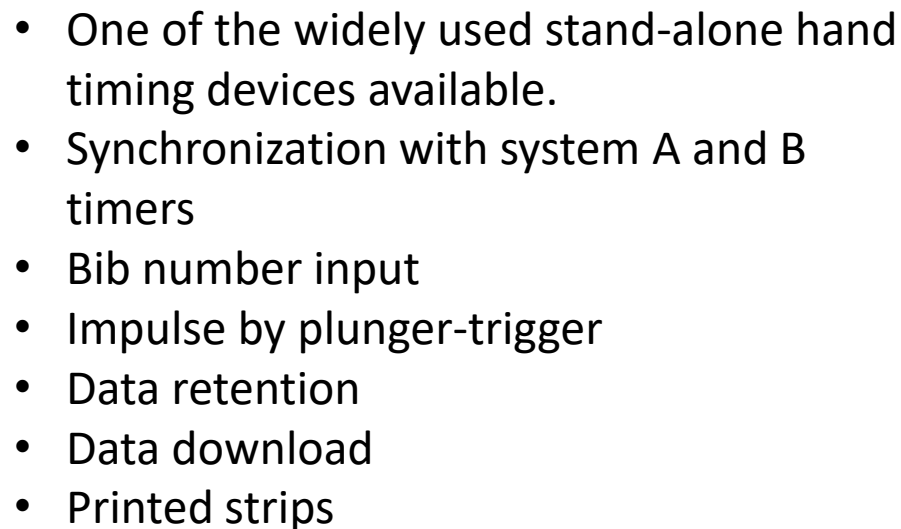 • One of the widely used stand-alone hand
timing devices available.
• Synchronization with system A and B
timers
• Bib number input
• Impulse by plunger-trigger
• Data retention
• Data download
• Printed strips